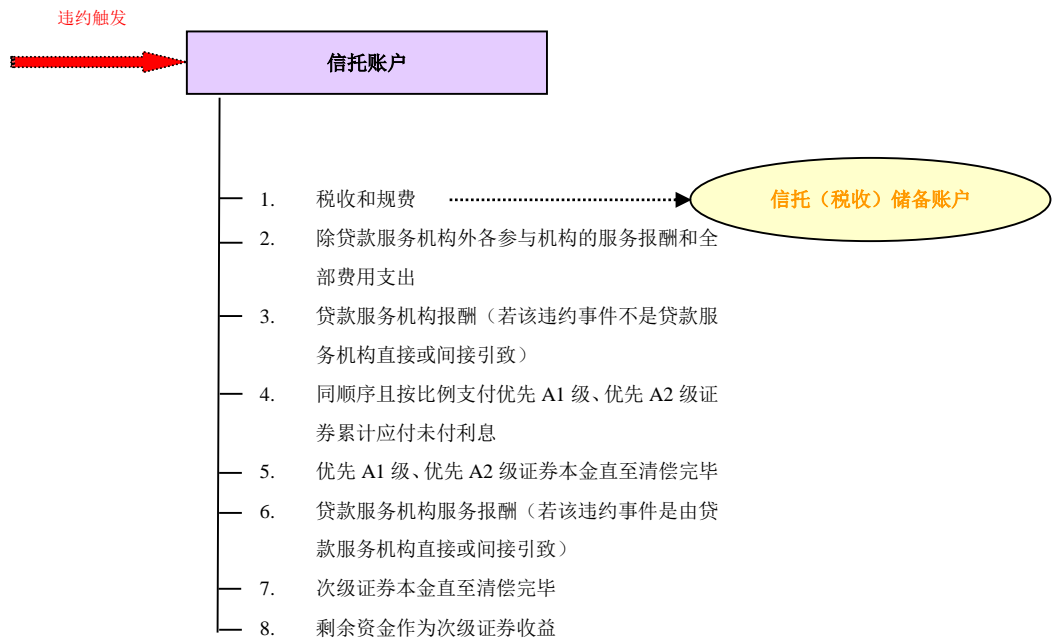 违约触发
信托账户
1. 税收和规费
信托（税收）储备账户
2. 除贷款服务机构外各参与机构的服务报酬和全
部费用支出
3. 贷款服务机构报酬（若该违约事件不是贷款服
务机构直接或间接引致）
4. 同顺序且按比例支付优先 A1 级、优先 A2 级证
券累计应付未付利息
5. 优先 A1 级、优先 A2 级证券本金直至清偿完毕
6. 贷款服务机构服务报酬（若该违约事件是由贷
款服务机构直接或间接引致）
7. 次级证券本金直至清偿完毕
8. 剩余资金作为次级证券收益